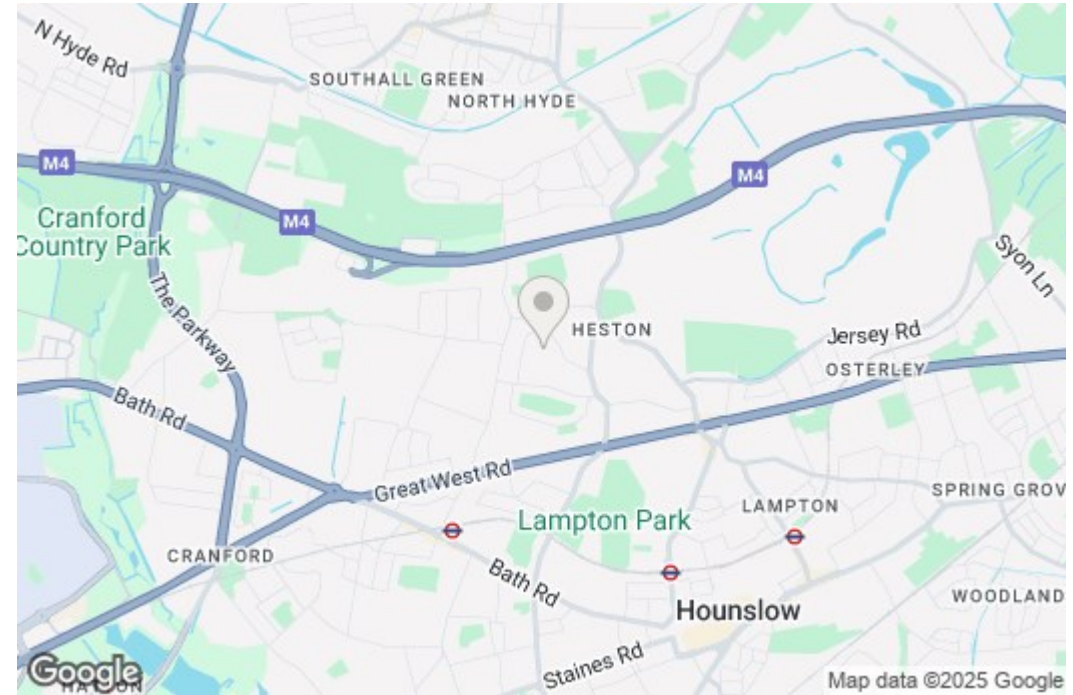 N Hyde Rd
SOUTHALL GREEN
NORTH HYDE
M4
M4
M4
Cranford
Country Park
Syon Ln
The Parkway
HESTON
Jersey Rd
OSTERLEY
Bath Rd
Great West Rd
SPRING GROV
LAMPTON
Lampton Park
CRANFORD
Bath Rd
WOODLAND
Hounslow
Staines Rd
Google
Map data ©2025 Google